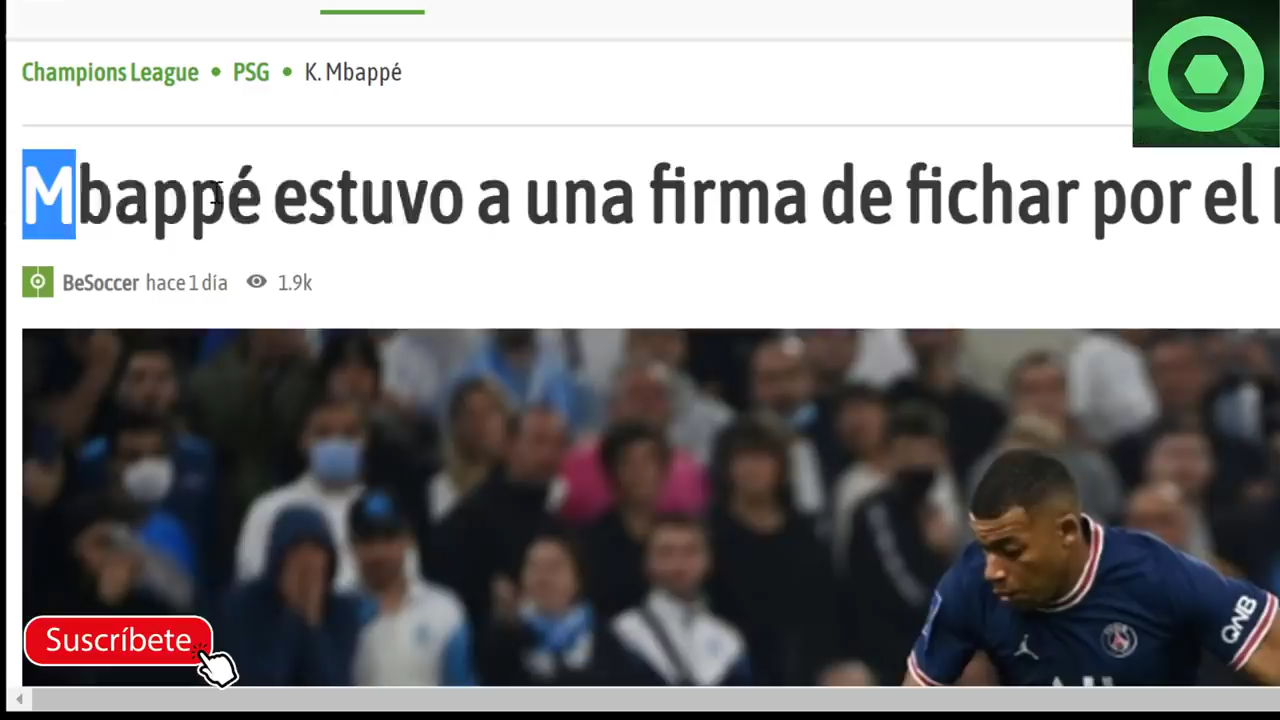 Champions League • PSG • K. Mbappé
Mbappé estuvo a una firma de fichar por el
BeSoccer hace 1 día 1.9k
QNB
Suscríbete